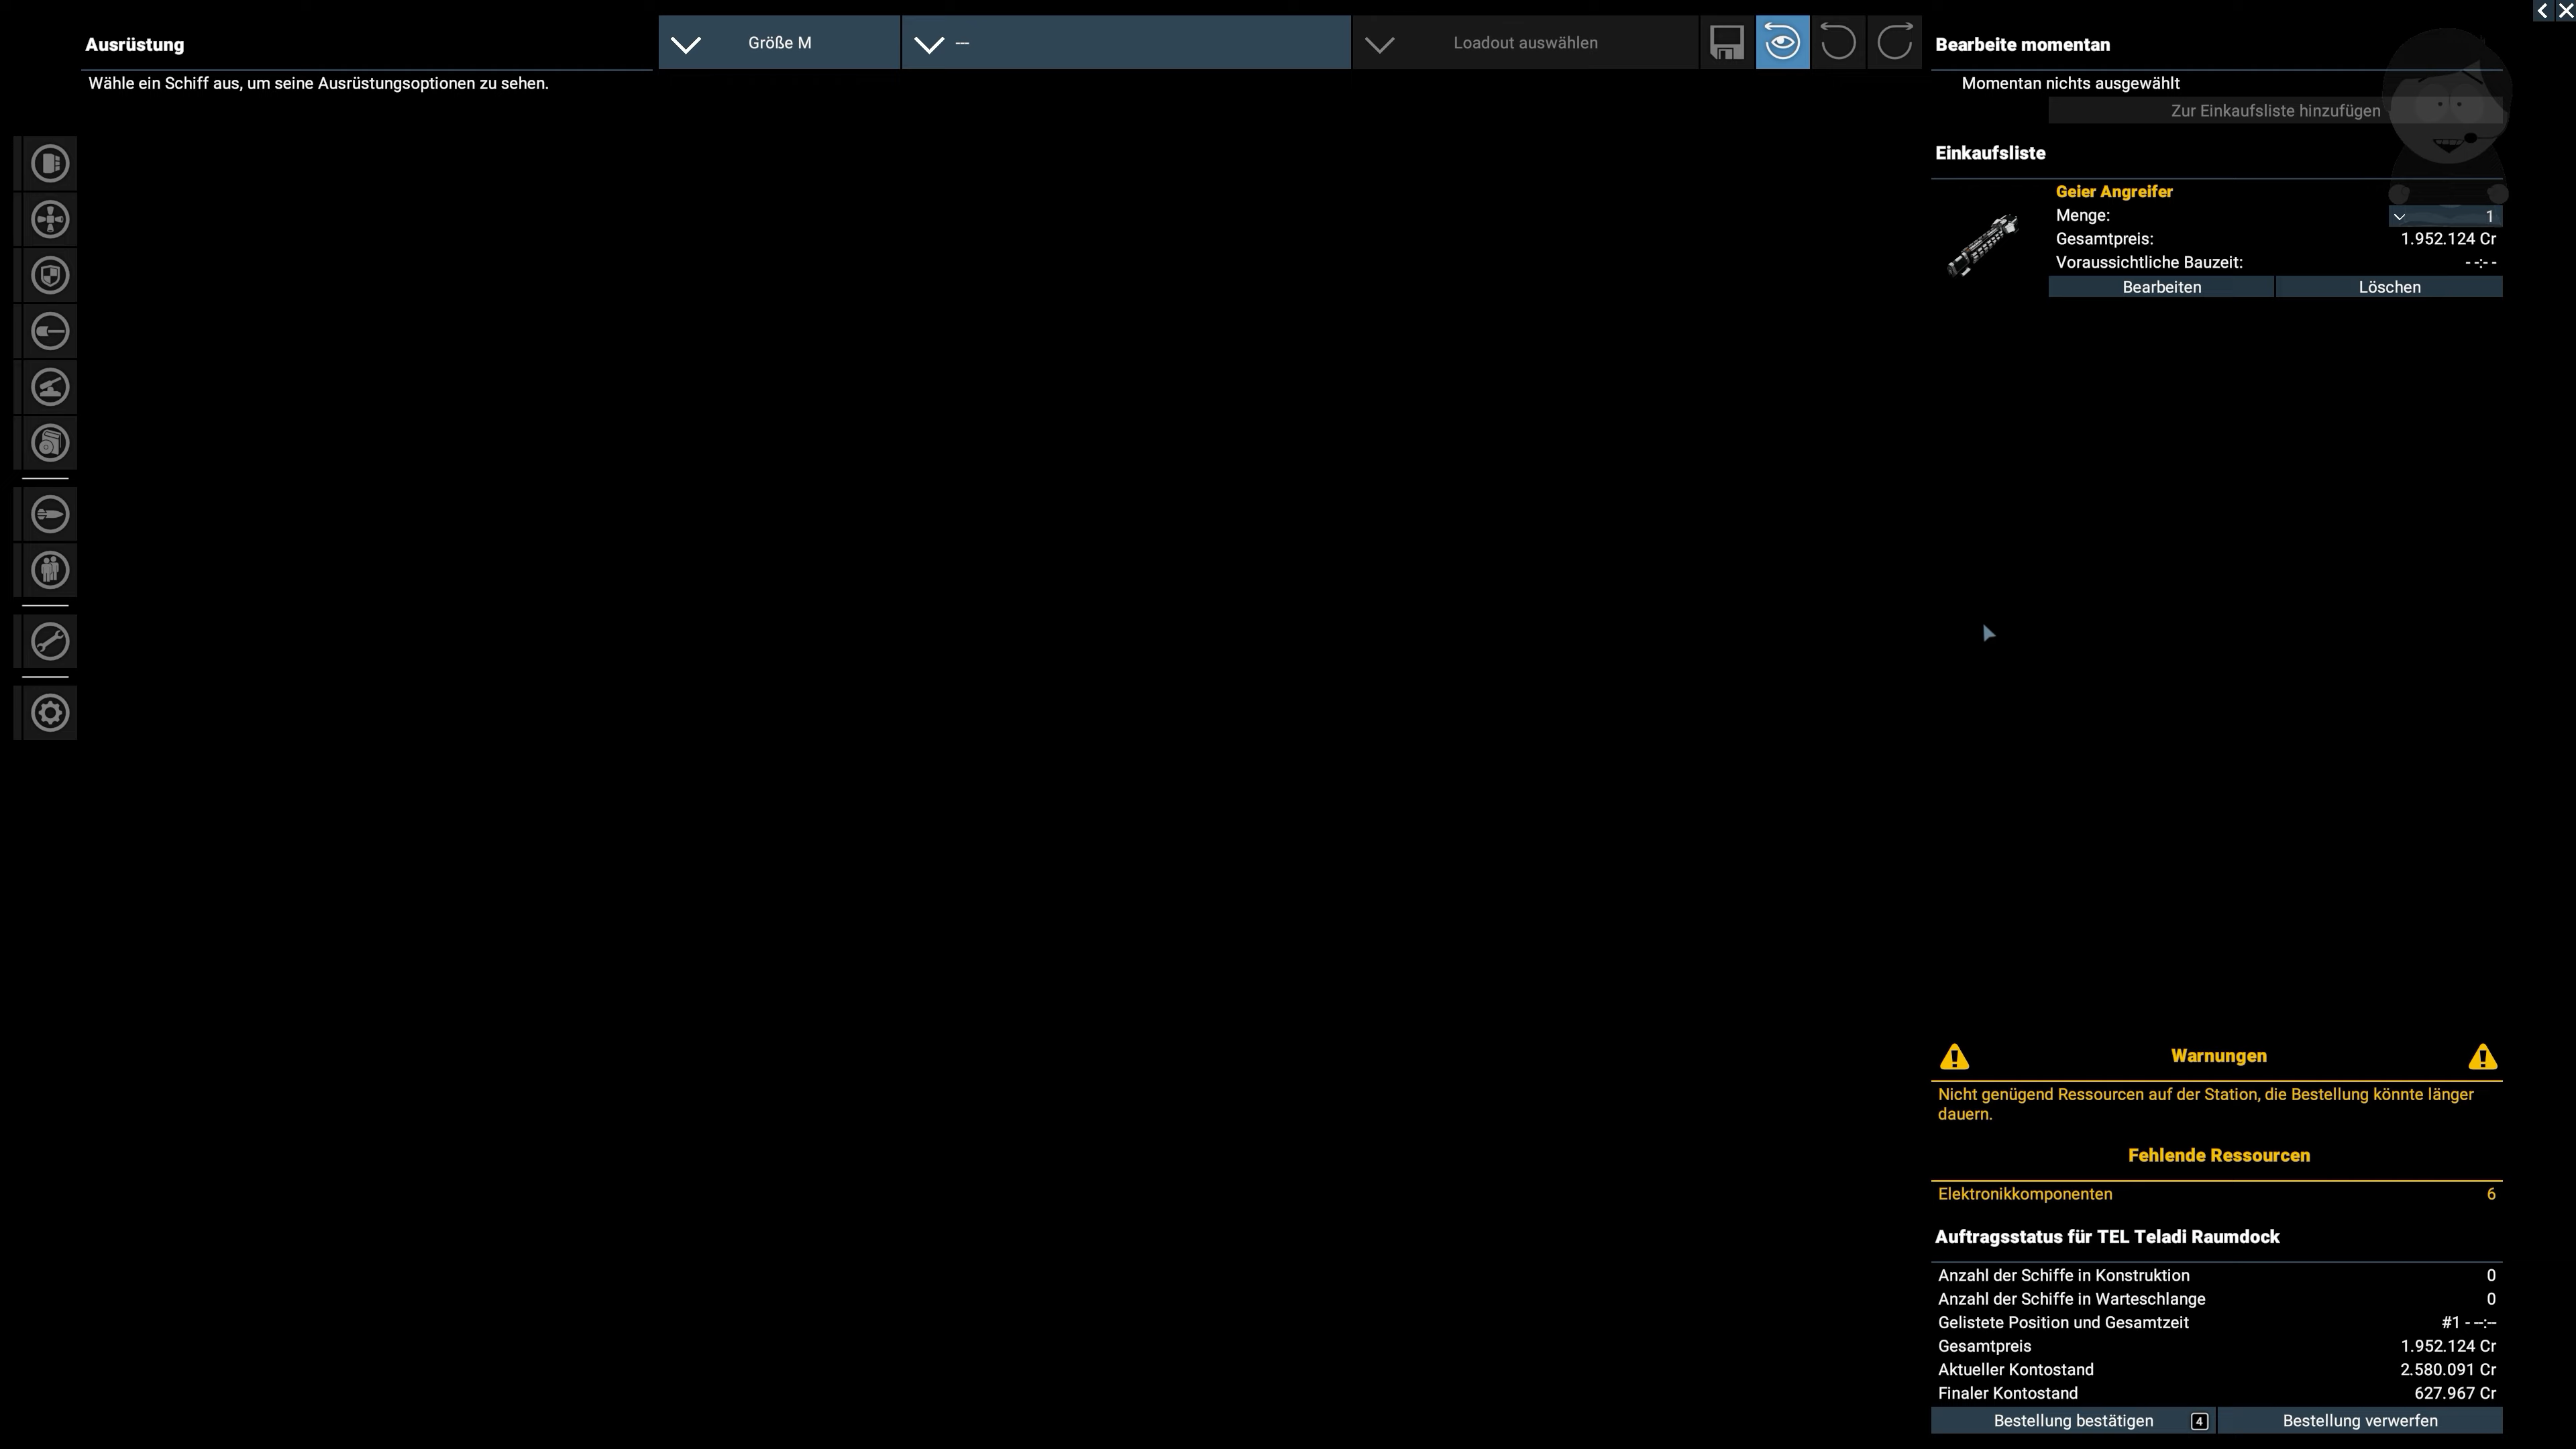 Ausrüstung
Wähle ein Schiff aus, um seine Ausrüstungsoptionen zu sehen.
Größe M
---
Loadout auswählen
Bearbeite momentan
Momentan nichts ausgewählt
Zur Einkaufsliste hinzufügen
Einkaufsliste
Geier Angreifer
Menge: 1
Gesamtpreis: 1.952.124 Cr
Voraussichtliche Bauzeit: --:--
Bearbeiten Löschen
Warnungen
Nicht genügend Ressourcen auf der Station, die Bestellung könnte länger
dauern.
Fehlende Ressourcen
Elektronikkomponenten 6
Auftragsstatus für TEL Teladi Raumdock
Anzahl der Schiffe in Konstruktion 0
Anzahl der Schiffe in Warteschlange 0
Gelistete Position und Gesamtzeit #1 - --:--
Gesamtpreis 1.952.124 Cr
Aktueller Kontostand 2.580.091 Cr
Finaler Kontostand 627.967 Cr
Bestellung bestätigen 4 Bestellung verwerfen